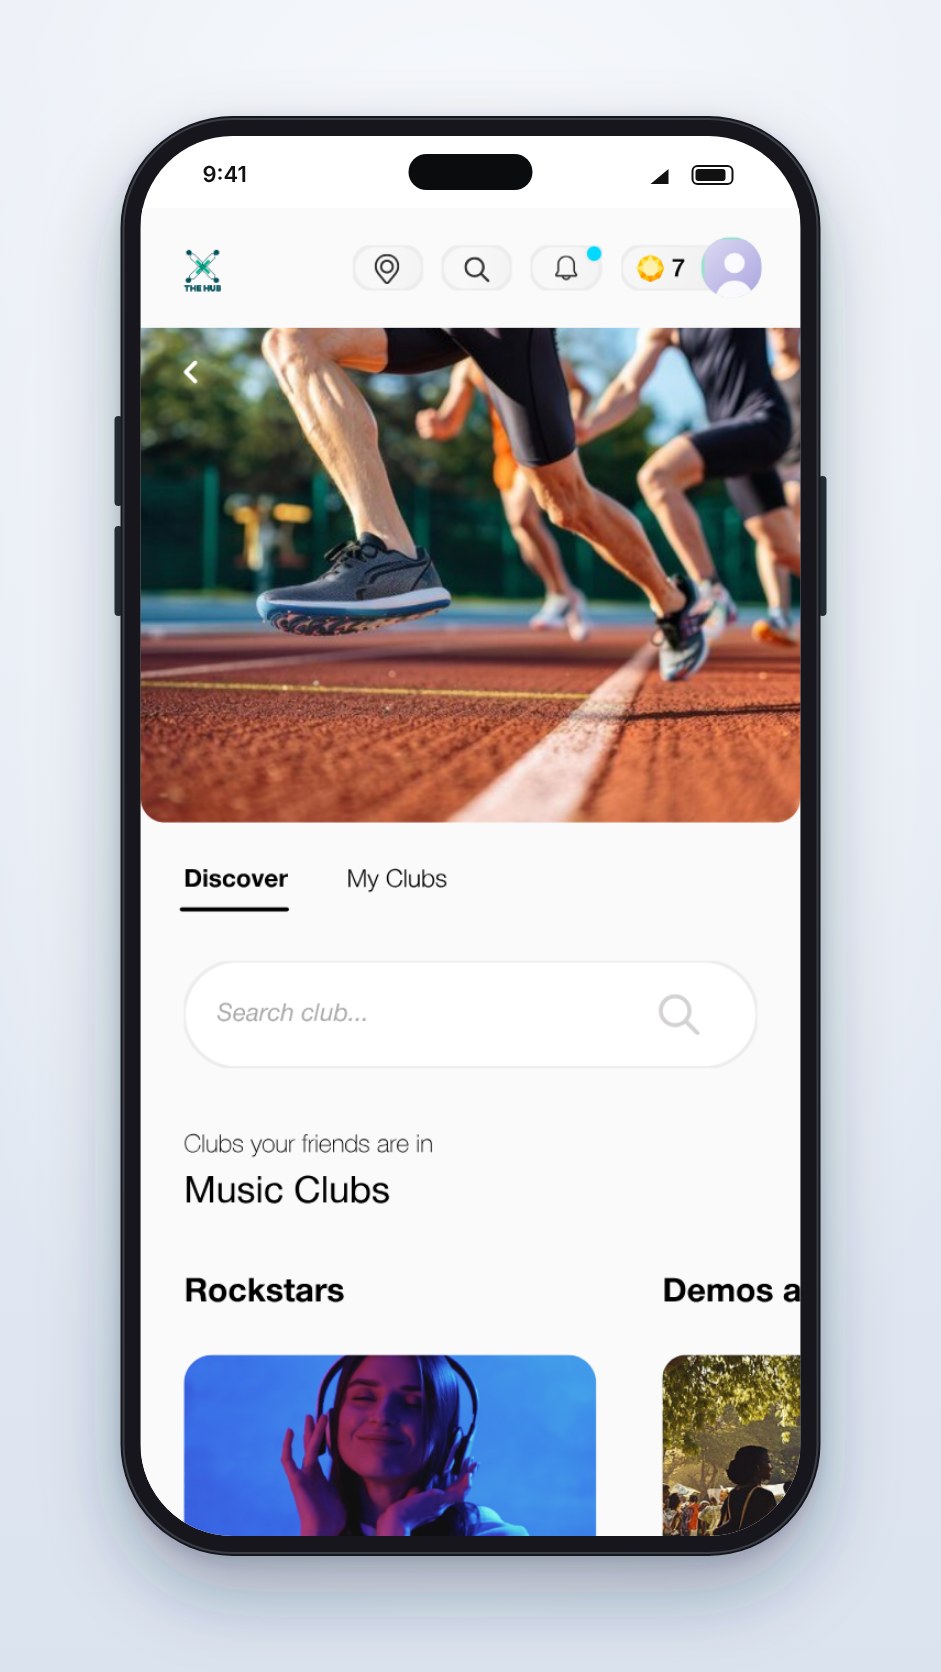 9:41
THE HUB
7
Discover
My Clubs
Search club...
Clubs your friends are in
Music Clubs
Rockstars
Demos a